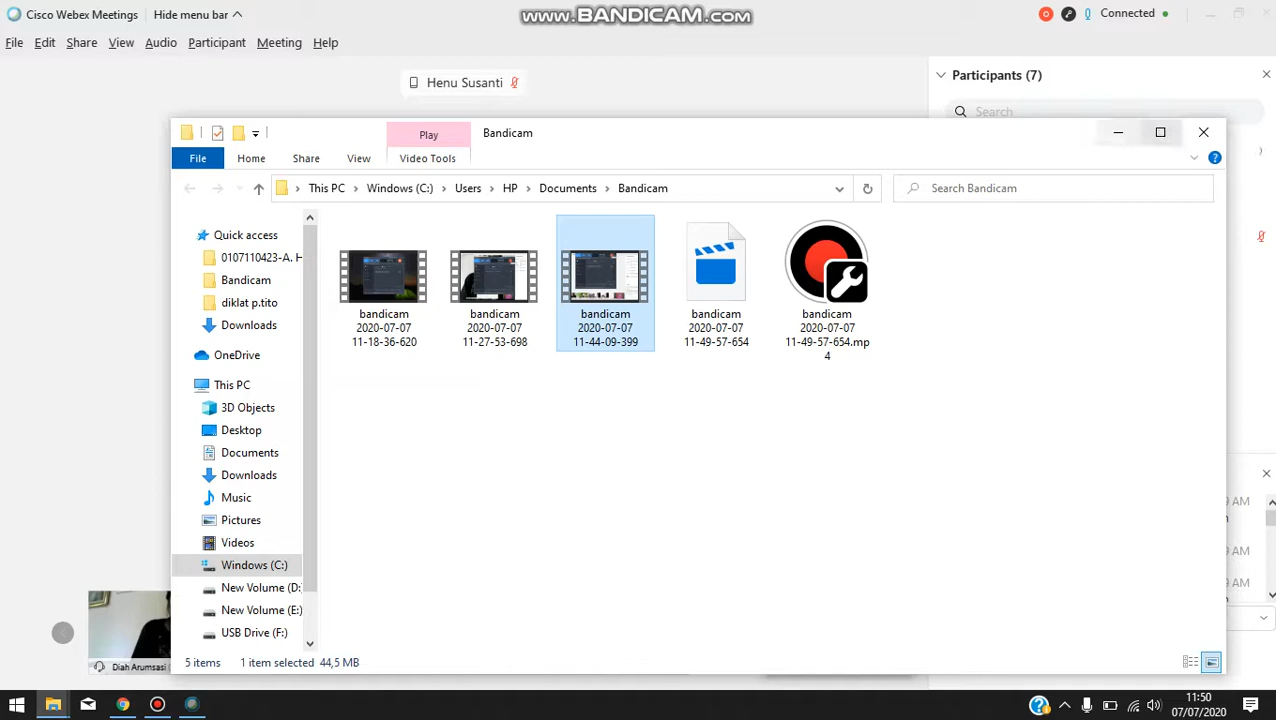 Cisco Webex Meetings Hide menu bar
www.BANDICAM.com
Connected
File Edit Share View Audio Participant Meeting Help
Henu Susanti
Participants (7)
Search
Play Bandicam
File Home Share View Video Tools
This PC Windows (C:) Users HP Documents Bandicam
Search Bandicam
Quick access
0107110423-A. H
Bandicam
diklat p.tito
Downloads
OneDrive
This PC
3D Objects
Desktop
Documents
Downloads
Music
Pictures
Videos
Windows (C:)
New Volume (D:
New Volume (E:)
USB Drive (F:)
bandicam
2020-07-07
11-18-36-620
bandicam
2020-07-07
11-27-53-698
bandicam
2020-07-07
11-44-09-399
bandicam
2020-07-07
11-49-57-654
bandicam
2020-07-07
11-49-57-654.mp
4
AM
AM
AM
Diah Arumsasi
5 items 1 item selected 44,5 MB
11:50
07/07/2020